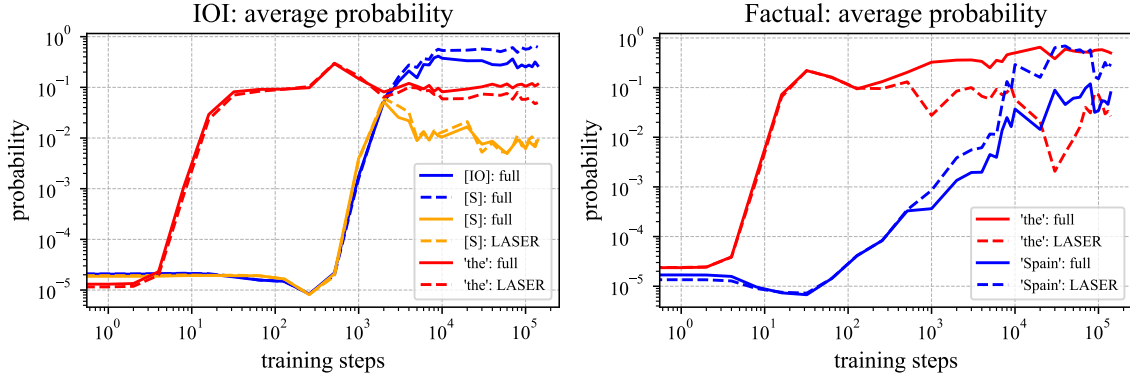 IOI: average probability
probability
10^0
10^-1
10^-2
10^-3
10^-4
10^-5
[IO]: full
[S]: full
[S]: full
[S]: LASER
'the': full
'the': LASER
10^0 10^1 10^2 10^3 10^4 10^5
training steps
Factual: average probability
probability
10^0
10^-1
10^-2
10^-3
10^-4
10^-5
'the': full
'the': LASER
'Spain': full
'Spain': LASER
10^0 10^1 10^2 10^3 10^4 10^5
training steps